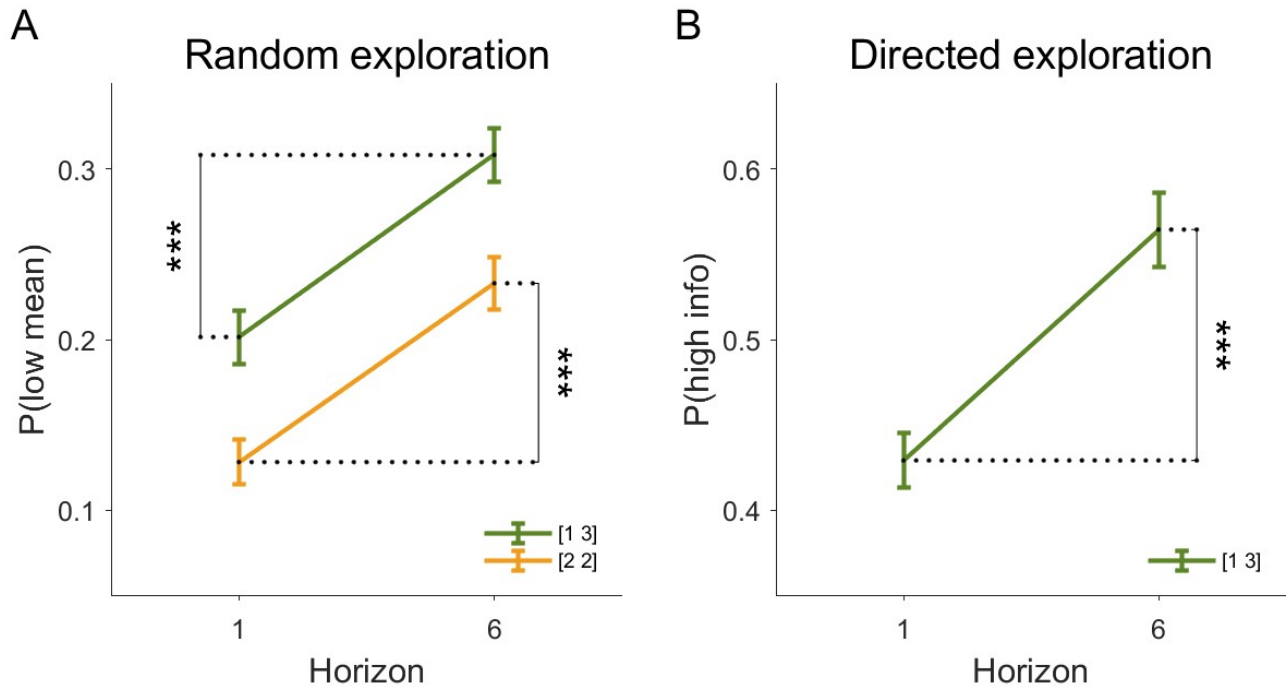 A
Random exploration
P(low mean)
0.3
0.2
0.1
***
***
[1 3]
[2 2]
1
6
Horizon
B
Directed exploration
P(high info)
0.6
0.5
0.4
***
[1 3]
1
6
Horizon